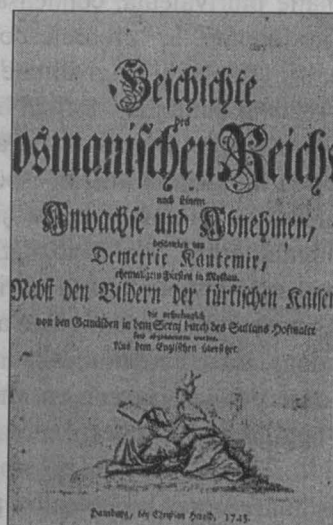 Geschichte
des
osmanischen Reichs
nach seinem
Anwachse und Abnehmen,
beschrieben von
Demetrie Kantemir,
ehemaligem Fürsten in Moldau.
Nebst den Bildern der türkischen Kaiser
die ursprünglich
von den Gemälden in dem Seraj durch des Sultans Hofmaler
sind abgenommen worden.
Aus dem Englischen übersetzet.
Hamburg, bey Christian Herold, 1745.